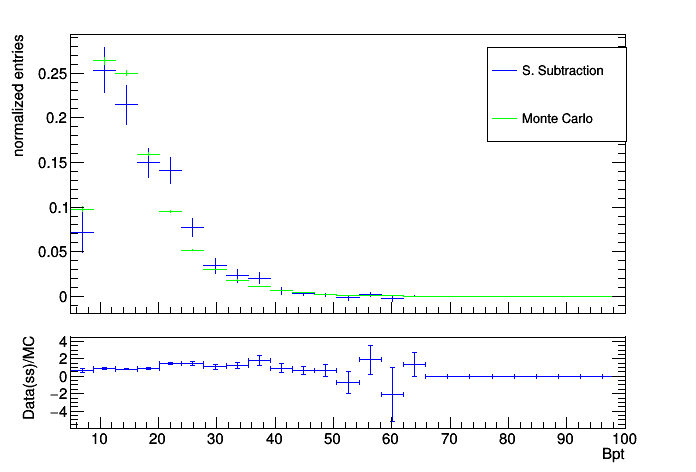 normalized entries
0.25
0.2
0.15
0.1
0.05
0
S. Subtraction
Monte Carlo
Data(ss)/MC
4
2
0
−2
−4
10 20 30 40 50 60 70 80 90 100
Bpt